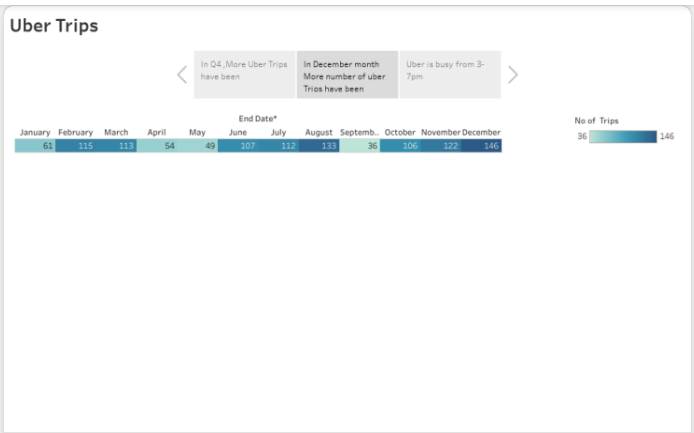 Uber Trips
In Q4 ,More Uber Trips
have been
In December month
More number of uber
Trips have been
Uber is busy from 3-
7pm
End Date*
January February March April May June July August Septemb.. October November December
61 115 113 54 49 107 112 133 36 106 122 146
No of Trips
36 146